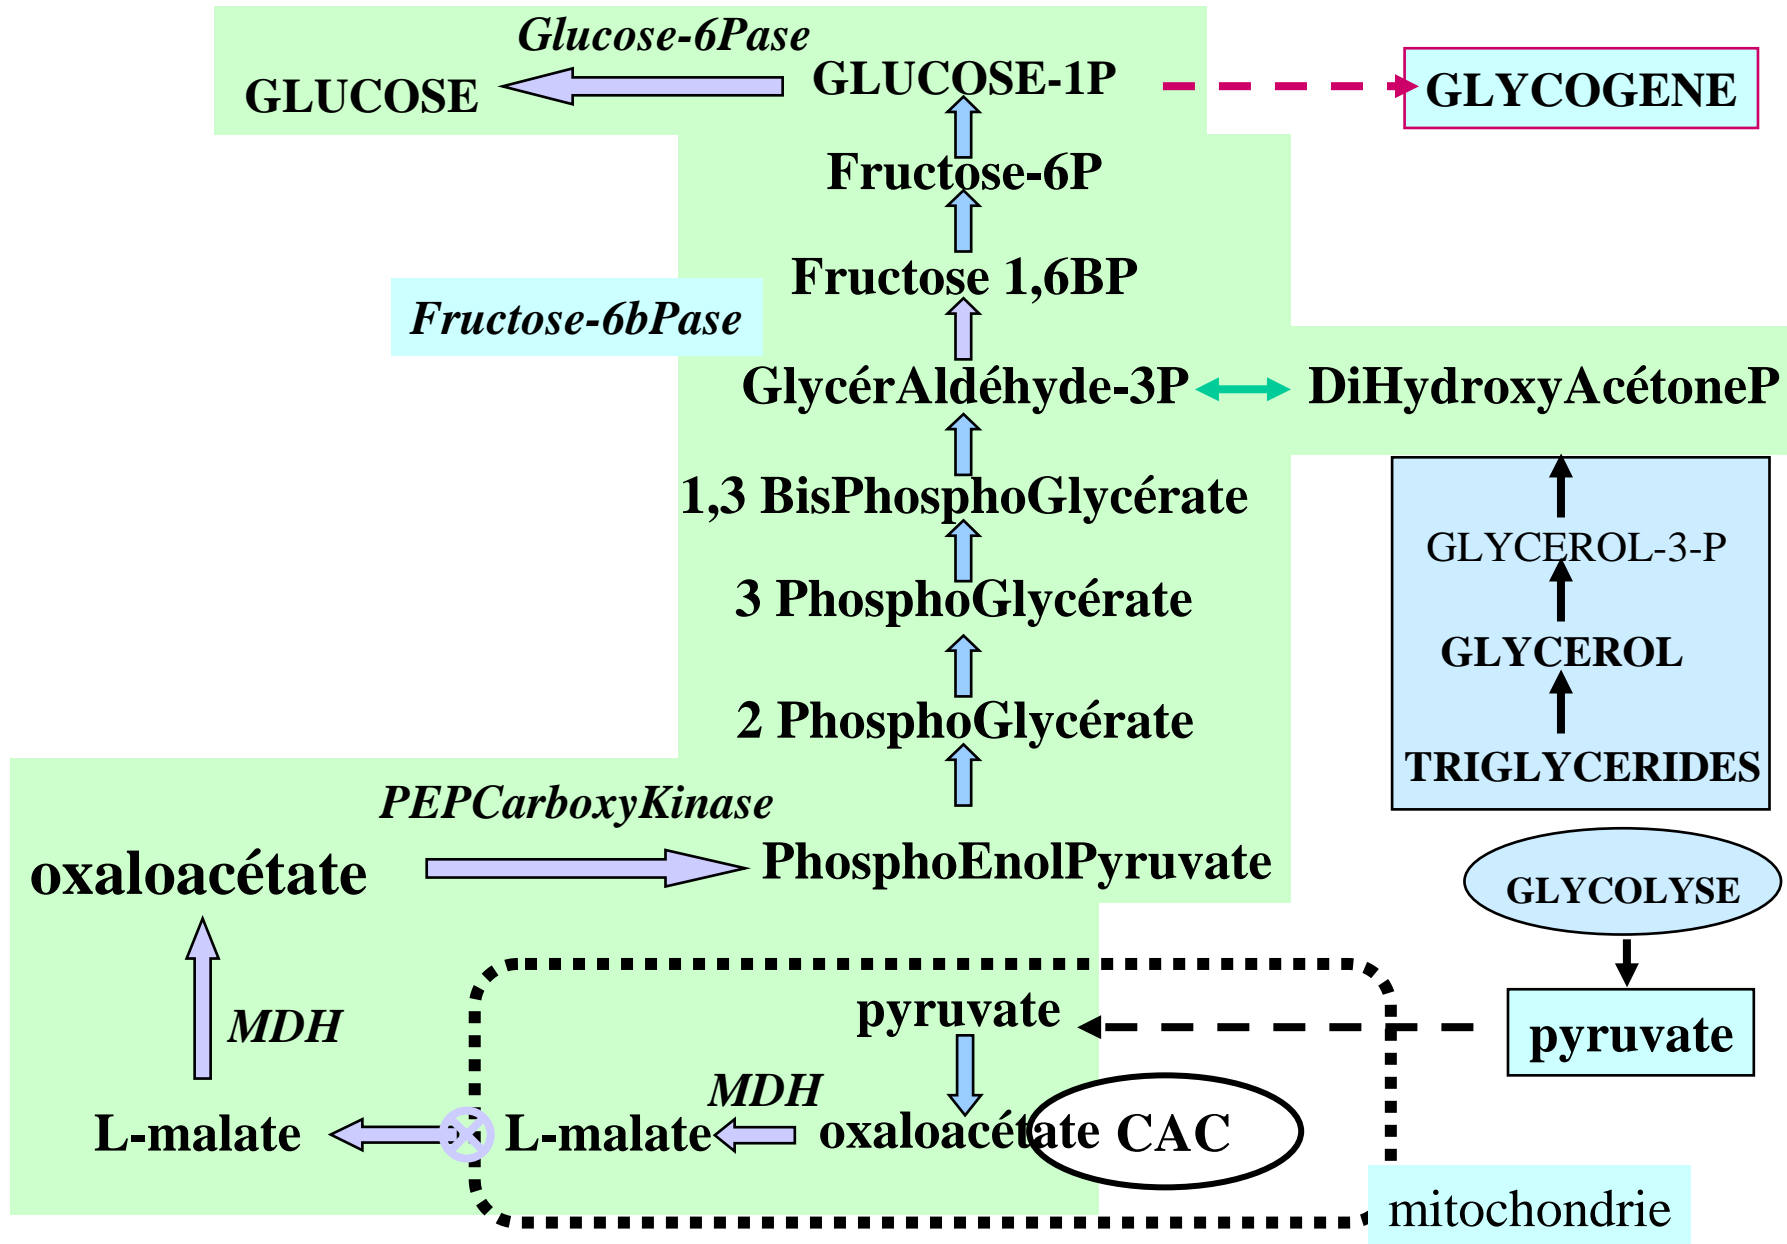 Glucose-6Pase
GLUCOSE
GLUCOSE-1P
GLYCOGENE
Fructose-6P
Fructose 1,6BP
Fructose-6bPase
GlycérAldéhyde-3P
DiHydroxyAcétoneP
1,3 BisPhosphoGlycérate
GLYCEROL-3-P
3 PhosphoGlycérate
GLYCEROL
2 PhosphoGlycérate
TRIGLYCERIDES
PEPCarboxyKinase
oxaloacétate
PhosphoEnolPyruvate
GLYCOLYSE
pyruvate
MDH
pyruvate
MDH
L-malate
L-malate
oxaloacétate
CAC
mitochondrie